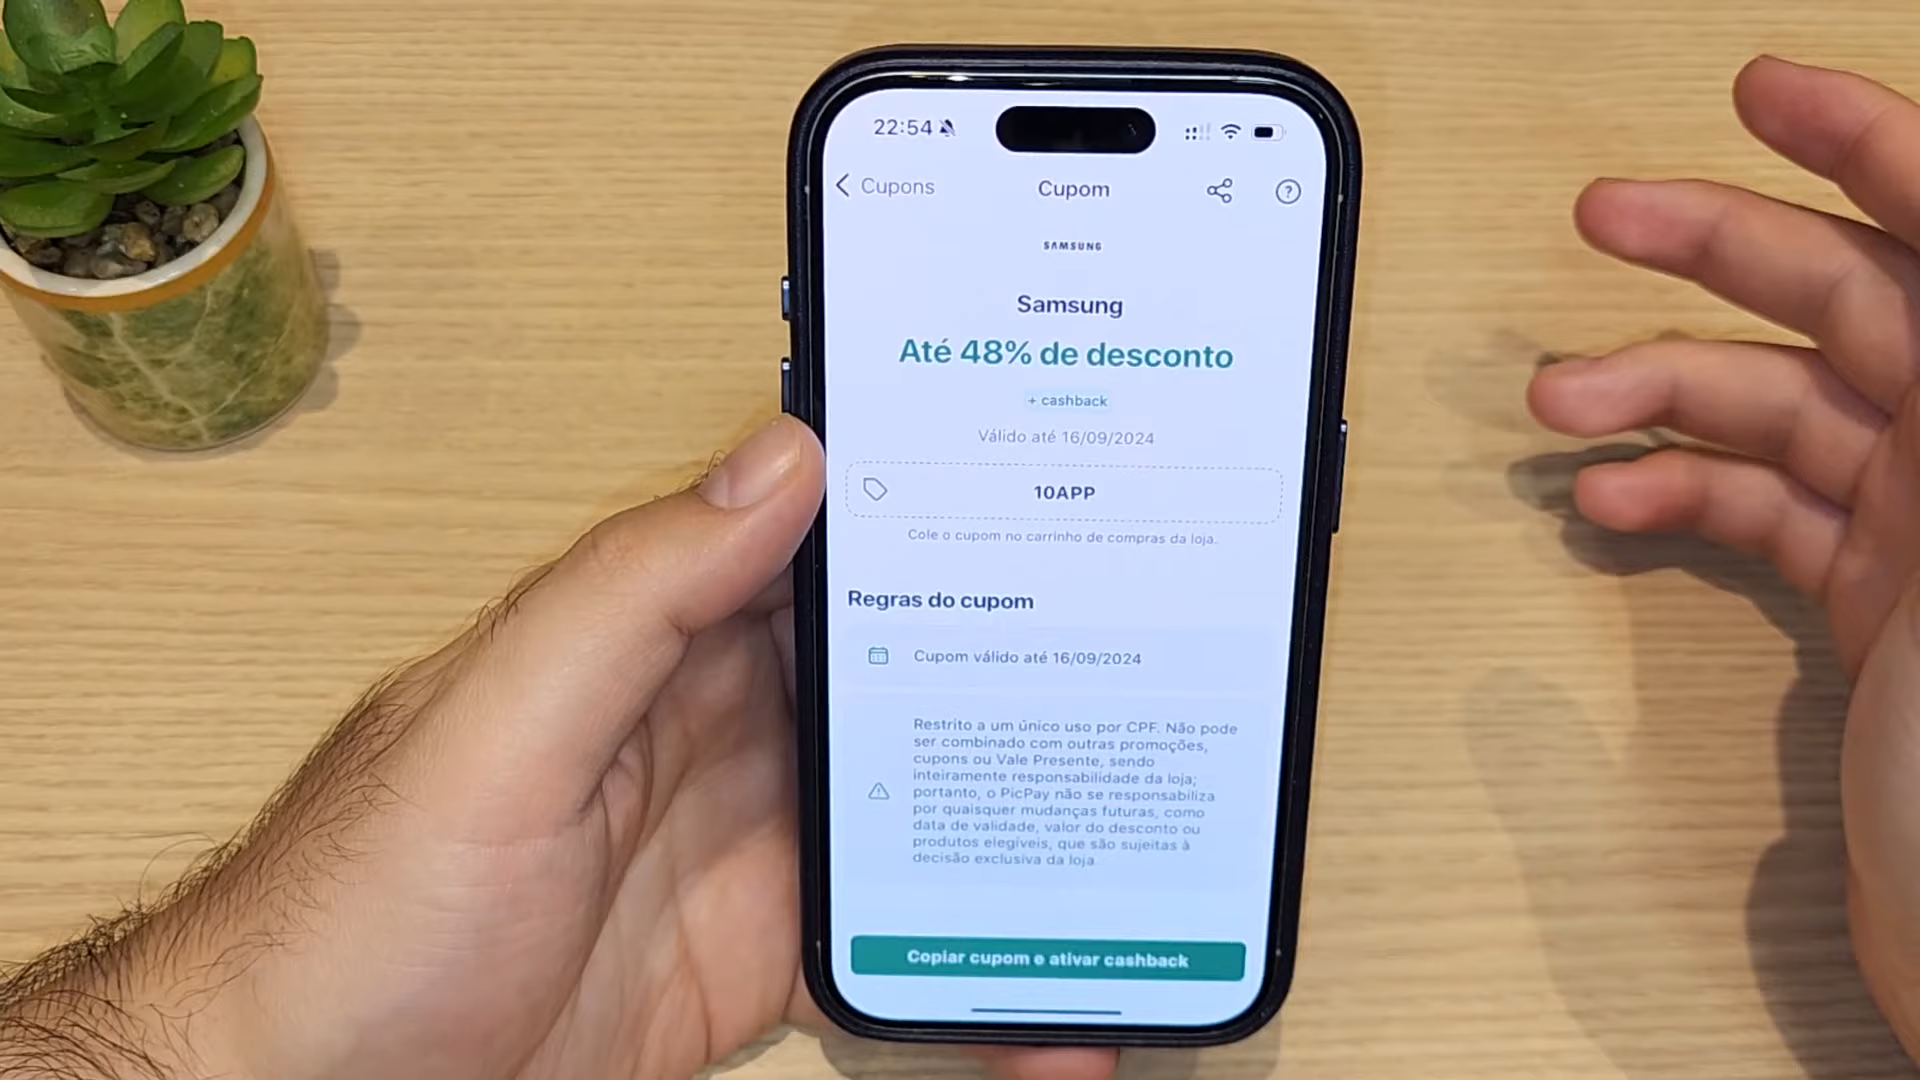 22:54
Cupons
Cupom
?
SAMSUNG
Samsung
Até 48% de desconto
+ cashback
Válido até 16/09/2024
10APP
Cole o cupom no carrinho de compras da loja.
Regras do cupom
Cupom válido até 16/09/2024
Restrito a um único uso por CPF. Não pode
ser combinado com outras promoções,
cupons ou Vale Presente, sendo
inteiramente responsabilidade da loja;
portanto, o PicPay não se responsabiliza
por quaisquer mudanças futuras, como
data de validade, valor do desconto ou
produtos elegíveis, que são sujeitas à
decisão exclusiva da loja
Copiar cupom e ativar cashback